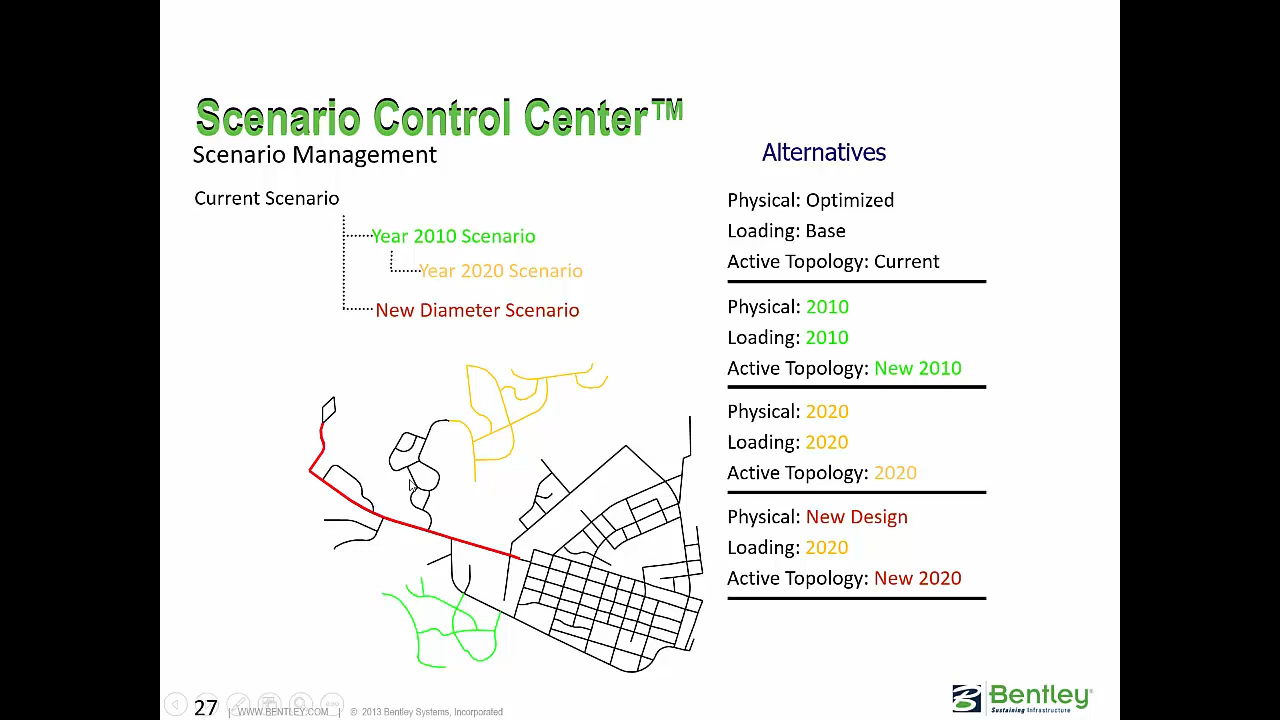 Scenario Control Center™
Scenario Management
Current Scenario
Year 2010 Scenario
Year 2020 Scenario
New Diameter Scenario
Alternatives
Physical: Optimized
Loading: Base
Active Topology: Current
Physical: 2010
Loading: 2010
Active Topology: New 2010
Physical: 2020
Loading: 2020
Active Topology: 2020
Physical: New Design
Loading: 2020
Active Topology: New 2020
27 | WWW.BENTLEY.COM | © 2013 Bentley Systems, Incorporated
Bentley®
Sustaining Infrastructure